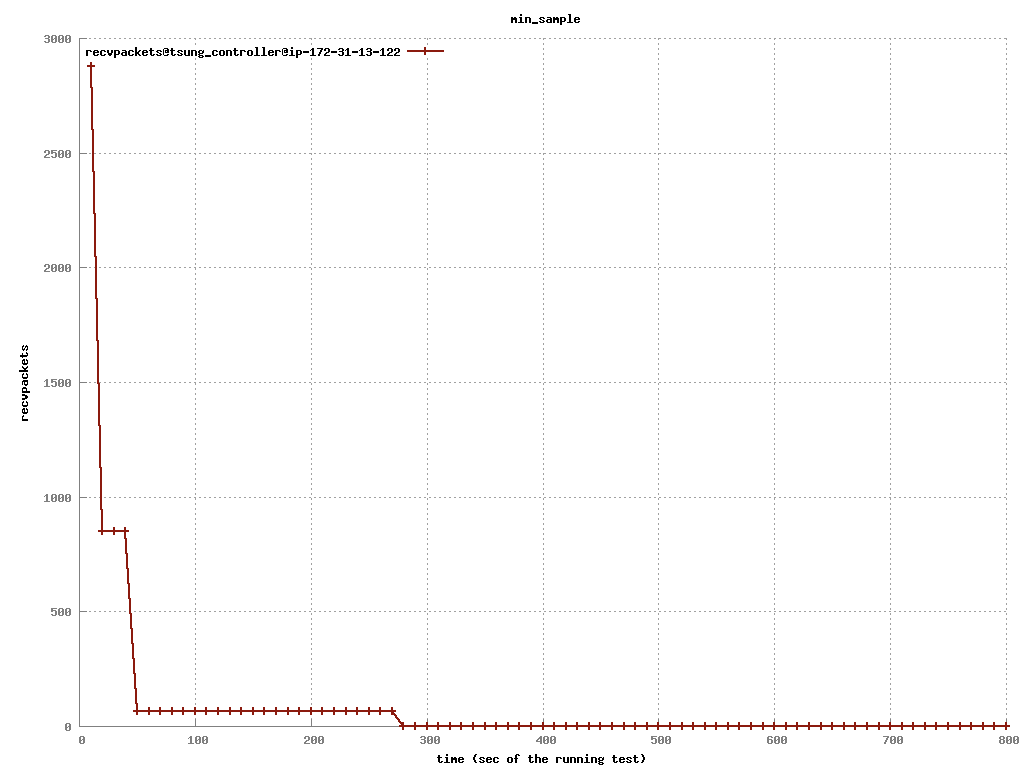 min_sample
3000
recvpackets@tsung_controller@ip-172-31-13-122
2500
2000
1500
recvpackets
1000
500
0
0 100 200 300 400 500 600 700 800
time (sec of the running test)